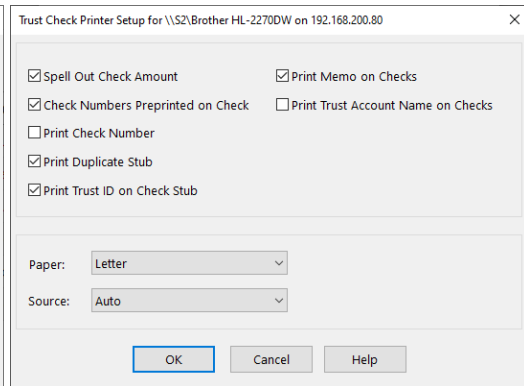 Trust Check Printer Setup for \\S2\Brother HL-2270DW on 192.168.200.80
Spell Out Check Amount
Print Memo on Checks
Check Numbers Preprinted on Check
Print Trust Account Name on Checks
Print Check Number
Print Duplicate Stub
Print Trust ID on Check Stub
Paper: Letter
Source: Auto
OK Cancel Help